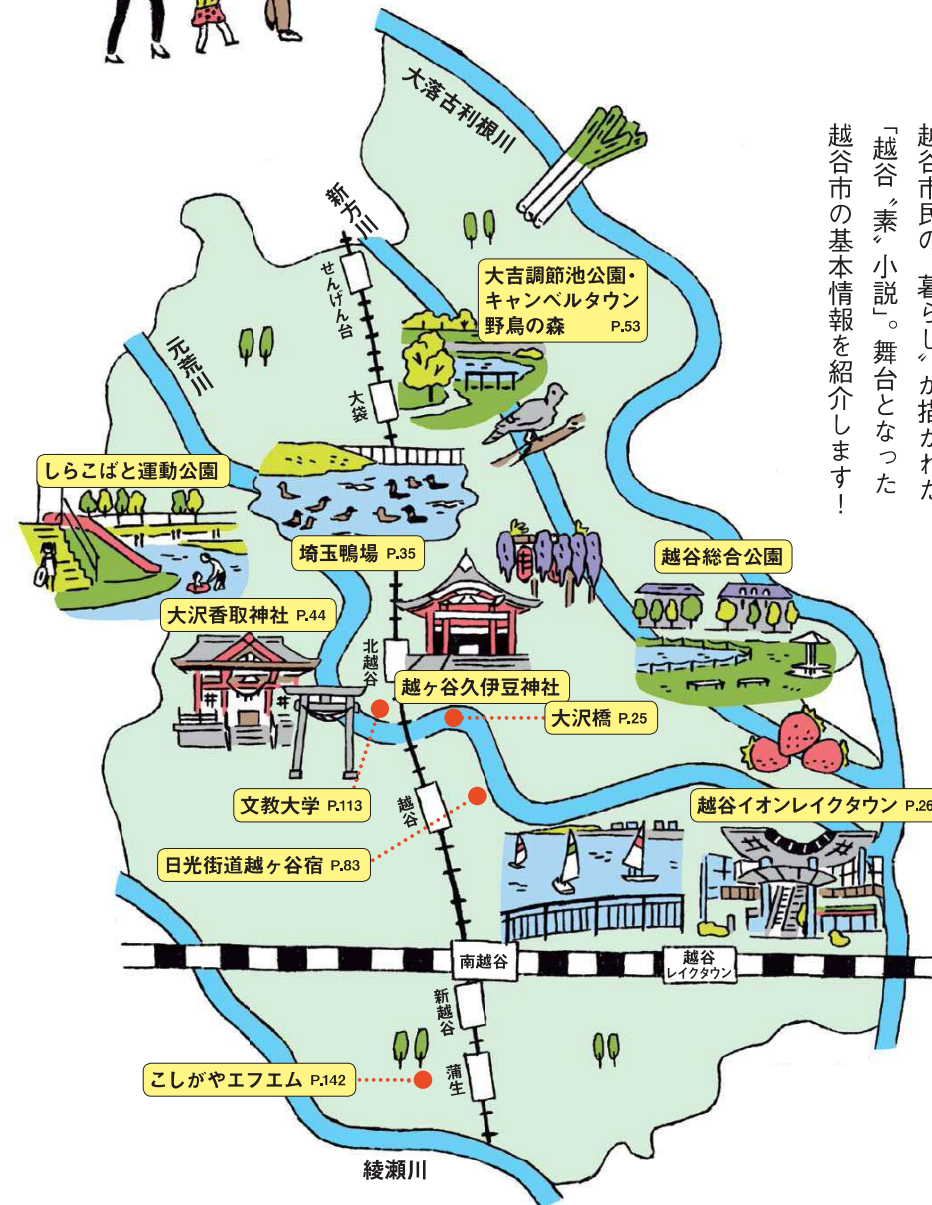 越谷市民の〝暮らし〟が描かれた
「越谷〝素〟小説」。舞台となった
越谷市の基本情報を紹介します！
大落古利根川
新方川
せんげん台
大吉調節池公園・
キャンベルタウン
野鳥の森 P.53
元荒川
大袋
しらこばと運動公園
埼玉鴨場 P.35
越谷総合公園
大沢香取神社 P.44
北越谷
越ヶ谷久伊豆神社
大沢橋 P.25
文教大学 P.113
越谷
越谷イオンレイクタウン P.26
日光街道越ヶ谷宿 P.83
南越谷
越谷
レイクタウン
新越谷
こしがやエフエム P.142
蒲生
綾瀬川